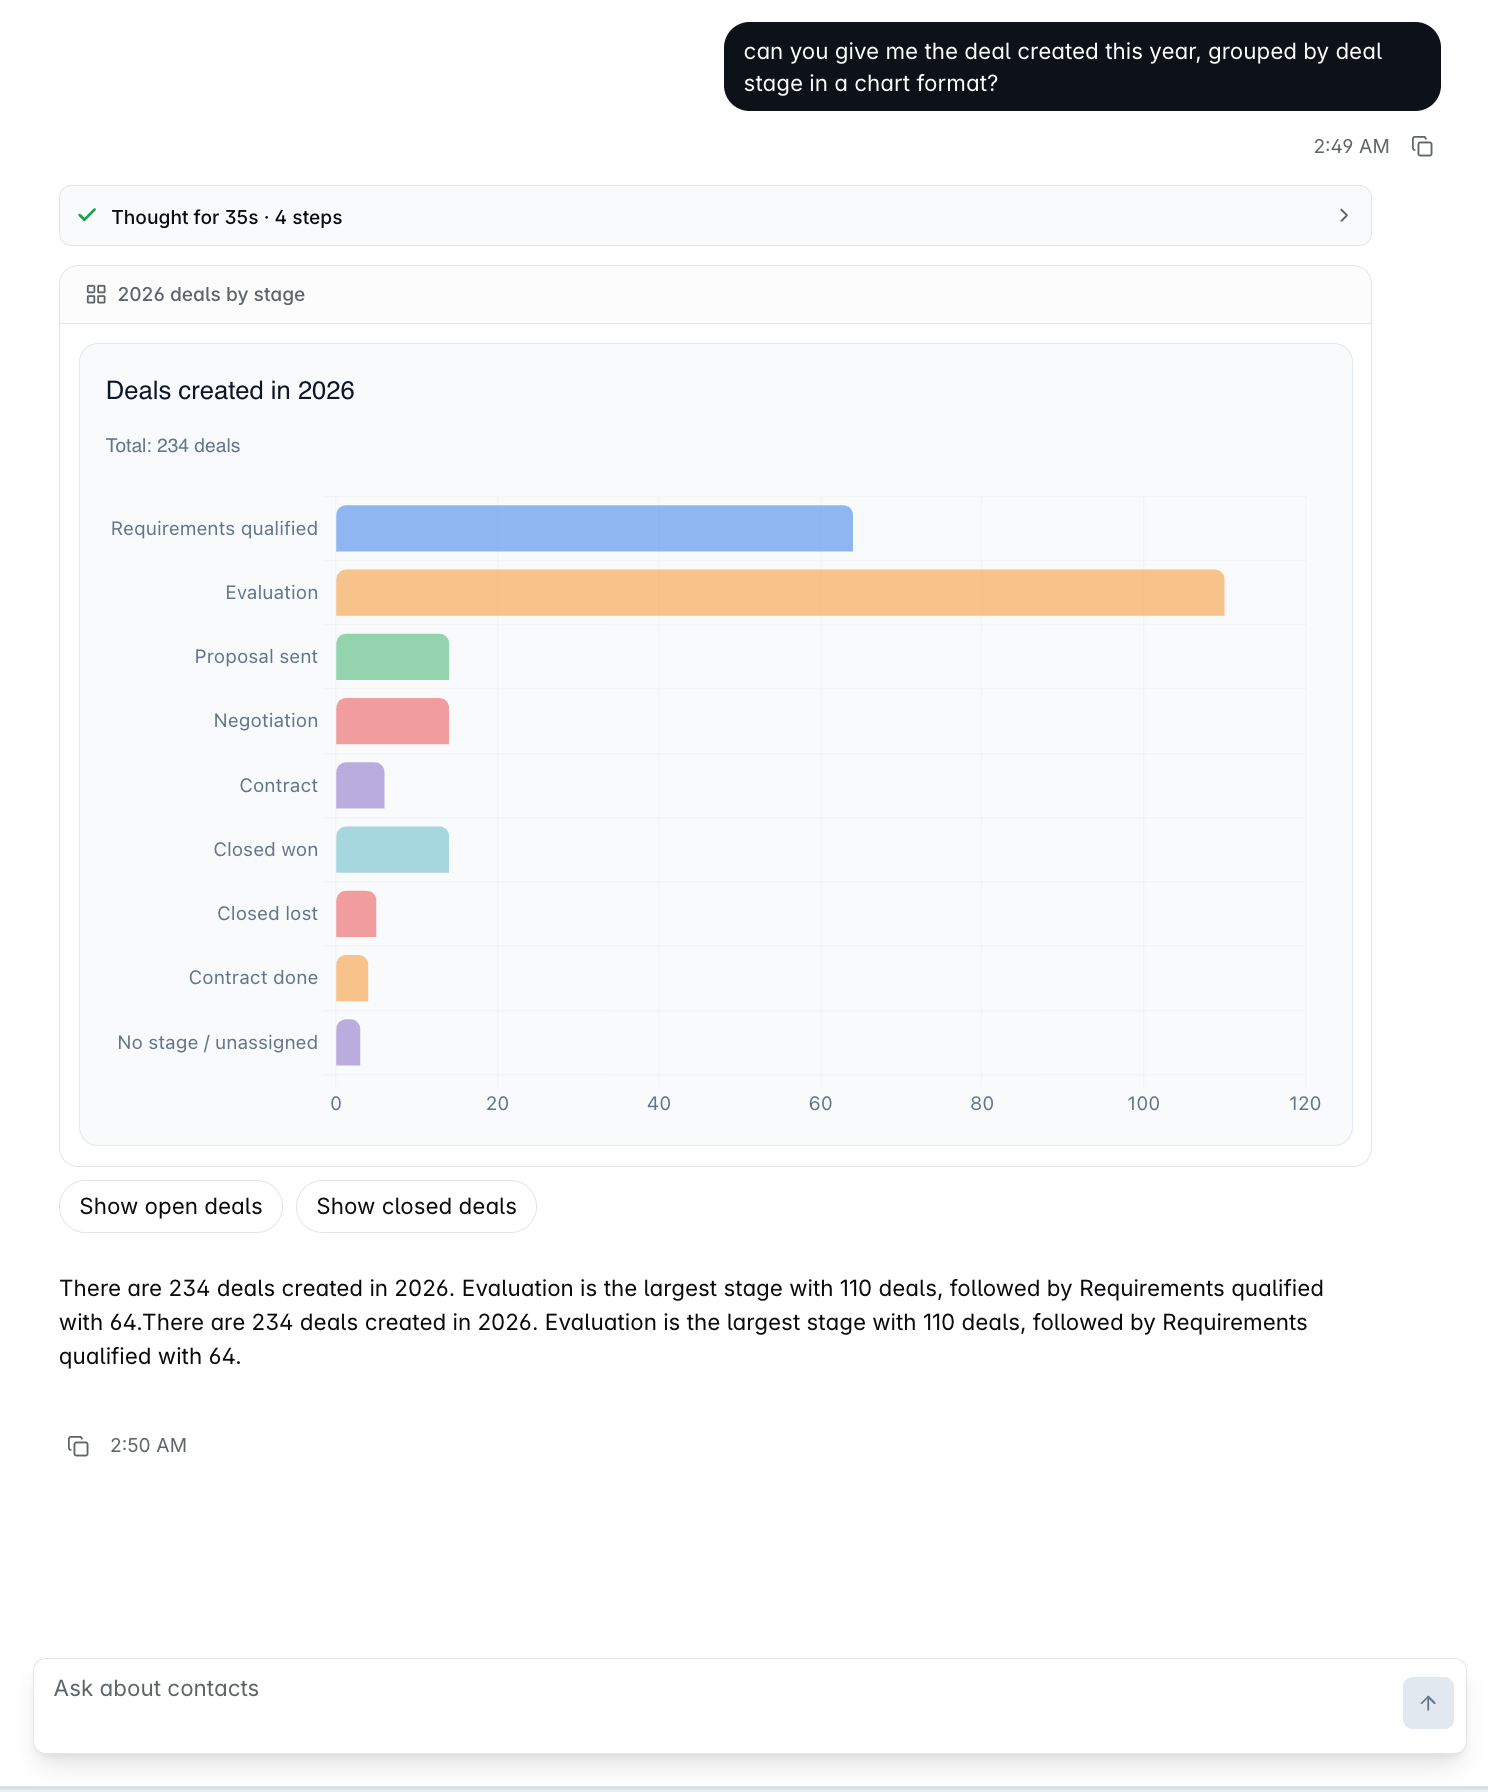 can you give me the deal created this year, grouped by deal
stage in a chart format?
2:49 AM
Thought for 35s · 4 steps
2026 deals by stage
Deals created in 2026
Total: 234 deals
Requirements qualified
Evaluation
Proposal sent
Negotiation
Contract
Closed won
Closed lost
Contract done
No stage / unassigned
0 20 40 60 80 100 120
Show open deals Show closed deals
There are 234 deals created in 2026. Evaluation is the largest stage with 110 deals, followed by Requirements qualified
with 64.There are 234 deals created in 2026. Evaluation is the largest stage with 110 deals, followed by Requirements
qualified with 64.
2:50 AM
Ask about contacts